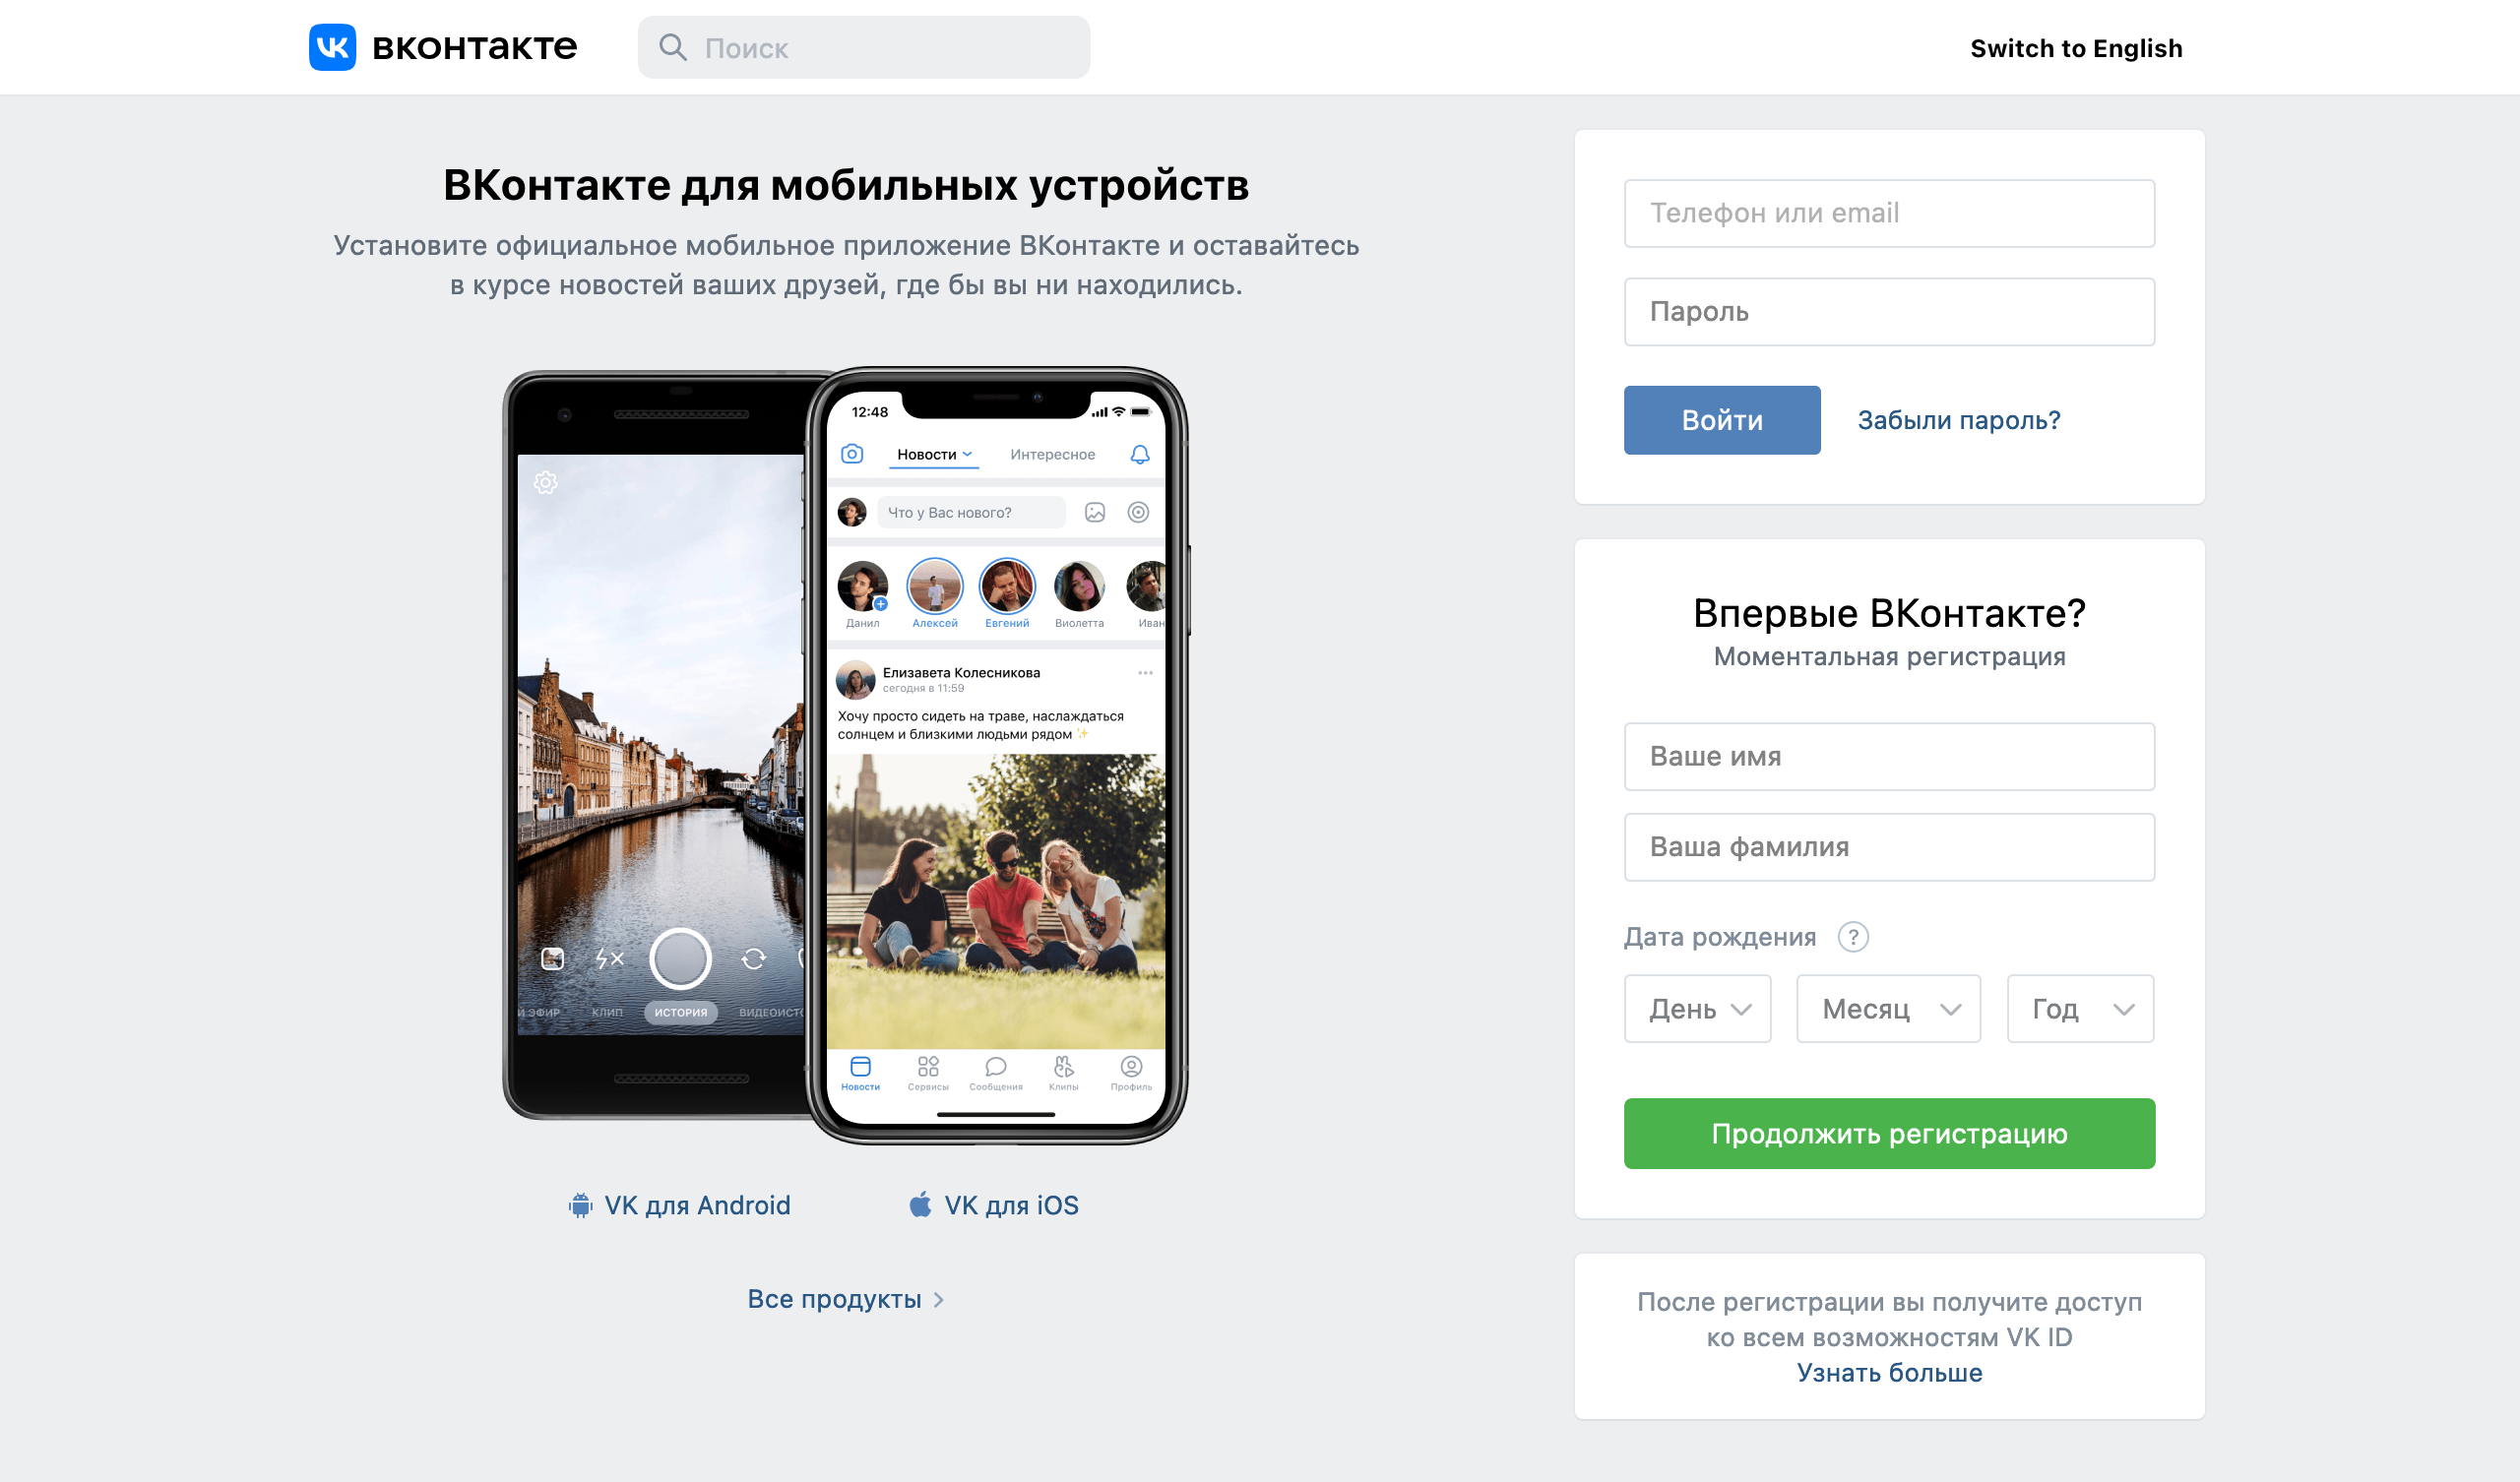 вконтакте
Поиск
Switch to English
ВКонтакте для мобильных устройств
Установите официальное мобильное приложение ВКонтакте и оставайтесь
в курсе новостей ваших друзей, где бы вы ни находились.
ИСТОРИЯ
КЛИП
12:48
Новости
Интересное
Что у Вас нового?
Данил
Алексей
Евгений
Виолетта
Иван
Елизавета Колесникова
сегодня в 11:59
Хочу просто сидеть на траве, наслаждаться
солнцем и близкими людьми рядом ✨
Новости
Сервисы
Сообщения
Клипы
Профиль
VK для Android
VK для iOS
Все продукты
Телефон или email
Пароль
Войти
Забыли пароль?
Впервые ВКонтакте?
Моментальная регистрация
Ваше имя
Ваша фамилия
Дата рождения ?
День
Месяц
Год
Продолжить регистрацию
После регистрации вы получите доступ
ко всем возможностям VK ID
Узнать больше